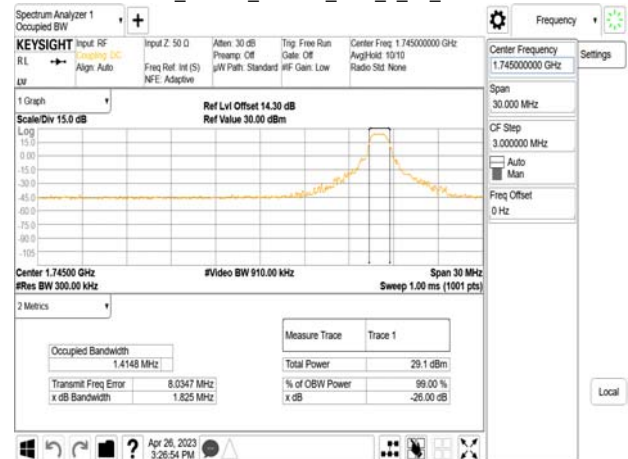 Spectrum Analyzer 1
Occupied BW
Frequency
KEYSIGHT Input: RF
Coupling: DC
Align: Auto
RL
LV
Input Z: 50 Ω
Freq Ref: Int (S)
NFE: Adaptive
Atten: 30 dB
Preamp: Off
µW Path: Standard
Trig: Free Run
Gate: Off
#IF Gain: Low
Center Freq: 1.745000000 GHz
Avg|Hold: 10/10
Radio Std: None
Center Frequency
1.745000000 GHz
Settings
Span
30.000 MHz
CF Step
3.000000 MHz
Auto
Man
Freq Offset
0 Hz
Local
1 Graph
Scale/Div 15.0 dB
Ref Lvl Offset 14.30 dB
Ref Value 30.00 dBm
Log
15.0
0.00
-15.0
-30.0
-45.0
-60.0
-75.0
-90.0
-105
Center 1.74500 GHz
#Res BW 300.00 kHz
#Video BW 910.00 kHz
Span 30 MHz
Sweep 1.00 ms (1001 pts)
2 Metrics
Measure Trace Trace 1
Occupied Bandwidth
1.4148 MHz
Total Power 29.1 dBm
Transmit Freq Error 8.0347 MHz
% of OBW Power 99.00 %
x dB Bandwidth 1.825 MHz
x dB -26.00 dB
Apr 26, 2023
3:26:54 PM
?